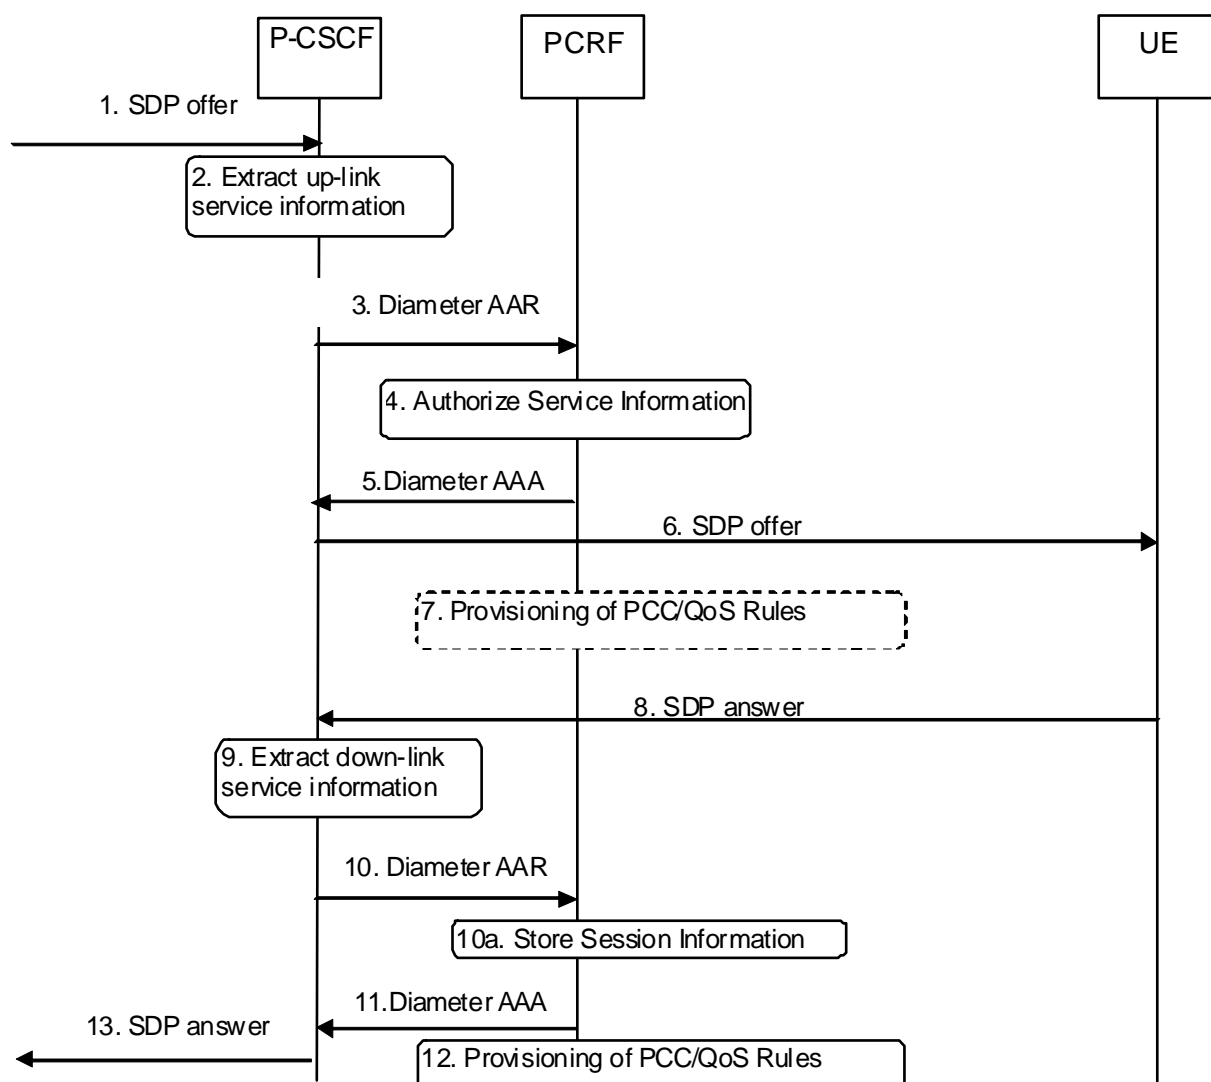 P-CSCF
PCRF
UE
1. SDP offer
2. Extract up-link
service information
3. Diameter AAR
4. Authorize Service Information
5.Diameter AAA
6. SDP offer
7. Provisioning of PCC/QoS Rules
8. SDP answer
9. Extract down-link
service information
10. Diameter AAR
10a. Store Session Information
11.Diameter AAA
13. SDP answer
12. Provisioning of PCC/QoS Rules